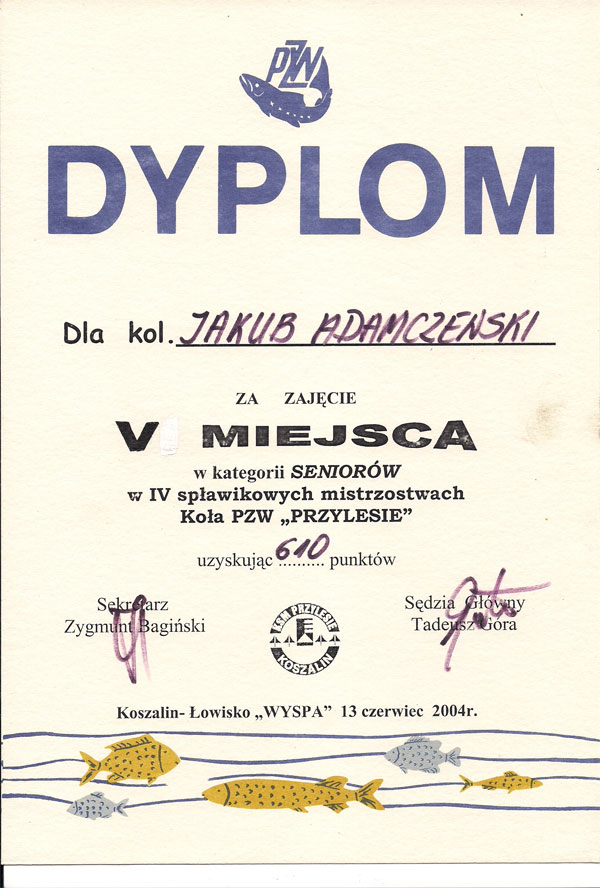 PZW
DYPLOM
Dla kol. JAKUB ADAMCZEWSKI
ZA ZAJĘCIE
V MIEJSCA
w kategorii SENIORÓW
w IV spławikowych mistrzostwach
Koła PZW „PRZYLESIE”
uzyskując 610 punktów
Sekretarz
Zygmunt Bagiński
Sędzia Główny
Tadeusz Góra
KSM PRZYLESIE
KOSZALIN
Koszalin- Łowisko „WYSPA” 13 czerwiec 2004r.